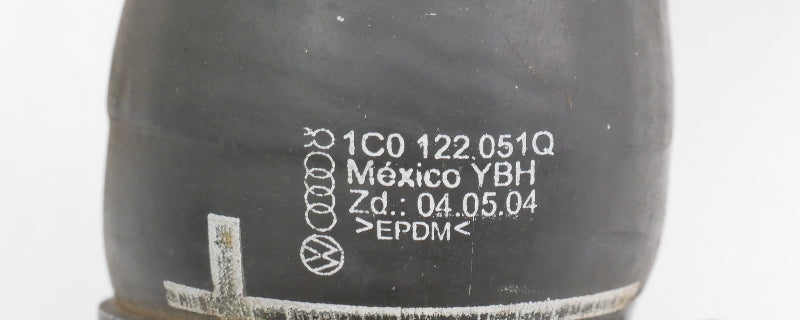 1C0 122 051Q
México YBH
Zd.: 04.05.04
>EPDM<